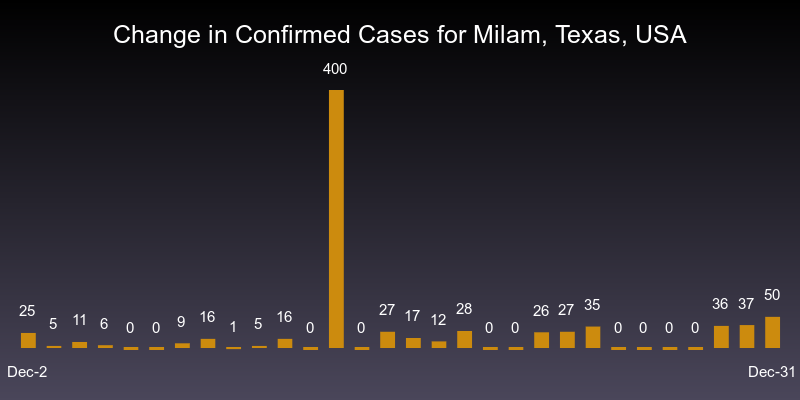 Change in Confirmed Cases for Milam, Texas, USA
400
25 5 11 6 0 0 9 16 1 5 16 0 0 27 17 12 28 0 0 26 27 35 0 0 0 0 36 37 50
Dec-2 Dec-31